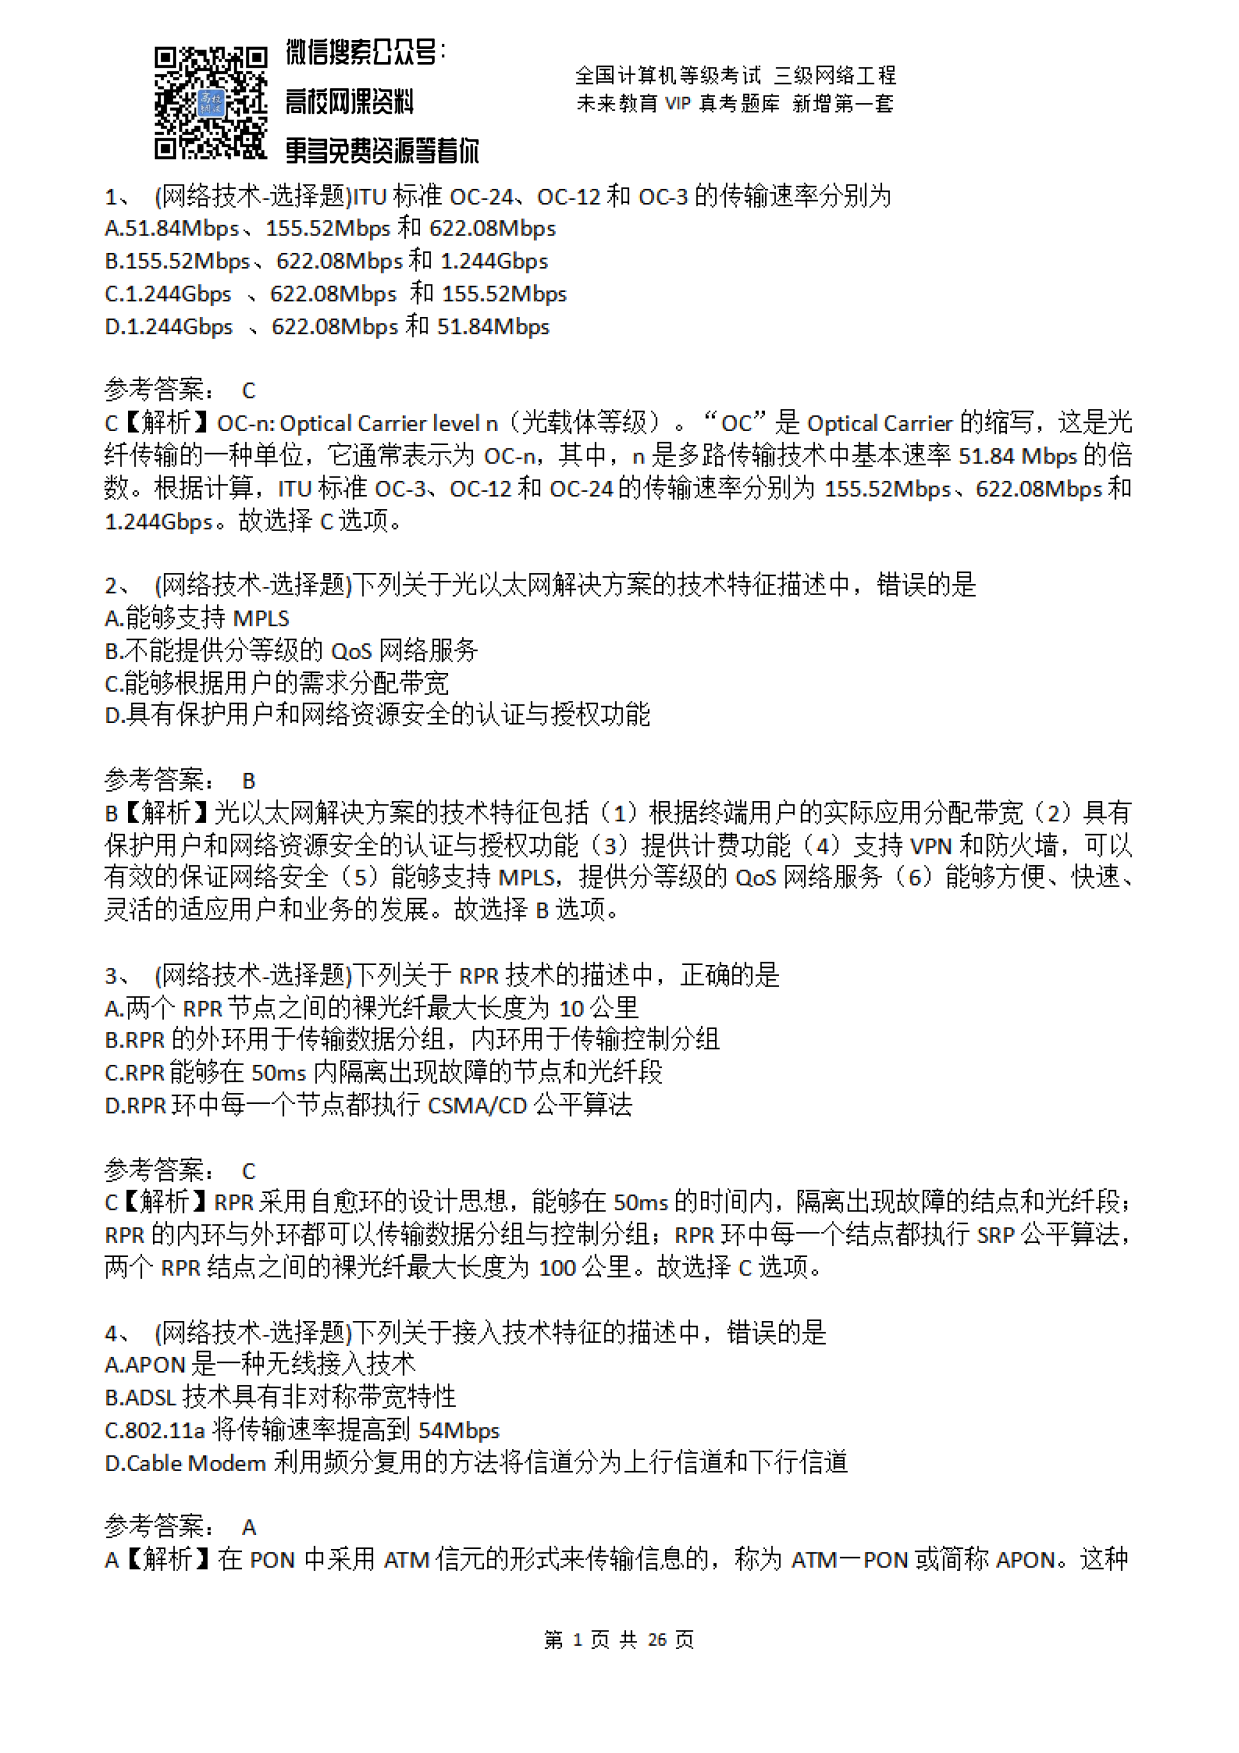 微信搜索公众号：
高校网课资料
更多免费资源等着你
全国计算机等级考试 三级网络工程
未来教育 VIP 真考题库 新增第一套
1、 (网络技术-选择题)ITU 标准 OC-24、OC-12 和 OC-3 的传输速率分别为
A.51.84Mbps、155.52Mbps 和 622.08Mbps
B.155.52Mbps、622.08Mbps 和 1.244Gbps
C.1.244Gbps 、622.08Mbps 和 155.52Mbps
D.1.244Gbps 、622.08Mbps 和 51.84Mbps
参考答案： C
C【解析】OC-n: Optical Carrier level n（光载体等级）。“OC”是 Optical Carrier 的缩写，这是光
纤传输的一种单位，它通常表示为 OC-n，其中，n 是多路传输技术中基本速率 51.84 Mbps 的倍
数。根据计算，ITU 标准 OC-3、OC-12 和 OC-24 的传输速率分别为 155.52Mbps、622.08Mbps 和
1.244Gbps。故选择 C 选项。
2、 (网络技术-选择题)下列关于光以太网解决方案的技术特征描述中，错误的是
A.能够支持 MPLS
B.不能提供分等级的 QoS 网络服务
C.能够根据用户的需求分配带宽
D.具有保护用户和网络资源安全的认证与授权功能
参考答案： B
B【解析】光以太网解决方案的技术特征包括（1）根据终端用户的实际应用分配带宽（2）具有
保护用户和网络资源安全的认证与授权功能（3）提供计费功能（4）支持 VPN 和防火墙，可以
有效的保证网络安全（5）能够支持 MPLS，提供分等级的 QoS 网络服务（6）能够方便、快速、
灵活的适应用户和业务的发展。故选择 B 选项。
3、 (网络技术-选择题)下列关于 RPR 技术的描述中，正确的是
A.两个 RPR 节点之间的裸光纤最大长度为 10 公里
B.RPR 的外环用于传输数据分组，内环用于传输控制分组
C.RPR 能够在 50ms 内隔离出现故障的节点和光纤段
D.RPR 环中每一个节点都执行 CSMA/CD 公平算法
参考答案： C
C【解析】RPR 采用自愈环的设计思想，能够在 50ms 的时间内，隔离出现故障的结点和光纤段；
RPR 的内环与外环都可以传输数据分组与控制分组；RPR 环中每一个结点都执行 SRP 公平算法，
两个 RPR 结点之间的裸光纤最大长度为 100 公里。故选择 C 选项。
4、 (网络技术-选择题)下列关于接入技术特征的描述中，错误的是
A.APON 是一种无线接入技术
B.ADSL 技术具有非对称带宽特性
C.802.11a 将传输速率提高到 54Mbps
D.Cable Modem 利用频分复用的方法将信道分为上行信道和下行信道
参考答案： A
A【解析】在 PON 中采用 ATM 信元的形式来传输信息的，称为 ATM－PON 或简称 APON。这种
第 1 页 共 26 页